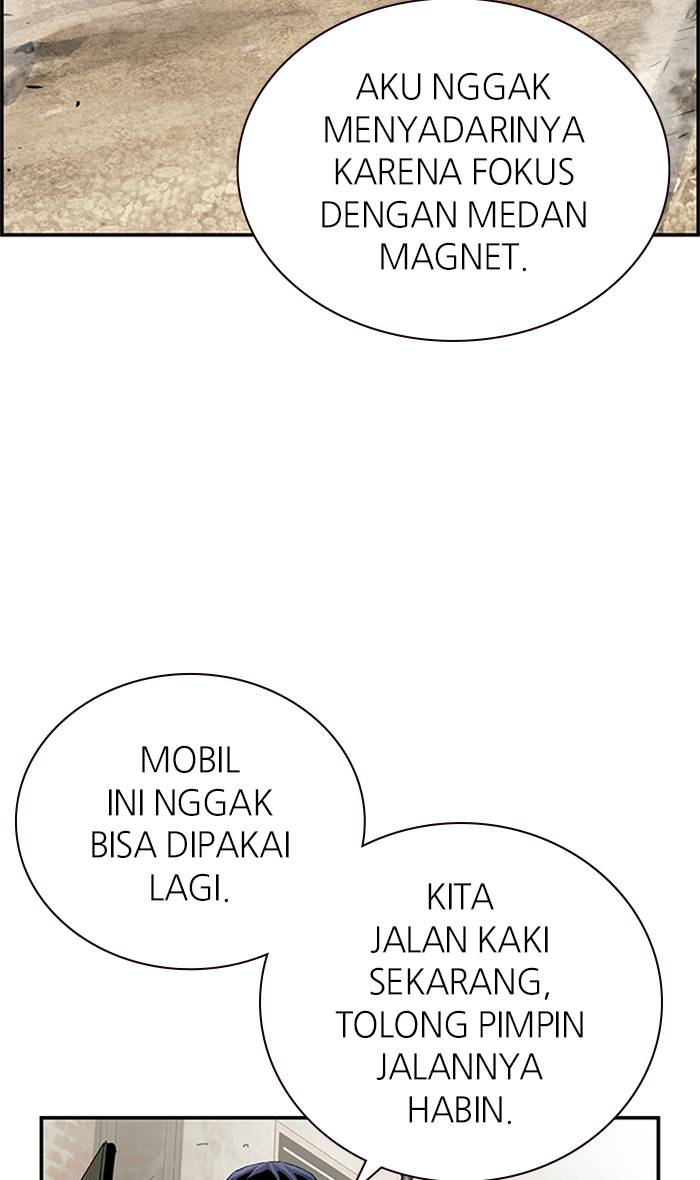 AKU NGGAK
MENYADARINYA
KARENA FOKUS
DENGAN MEDAN
MAGNET.
MOBIL
INI NGGAK
BISA DIPAKAI
LAGI.
KITA
JALAN KAKI
SEKARANG,
TOLONG PIMPIN
JALANNYA
HABIN.